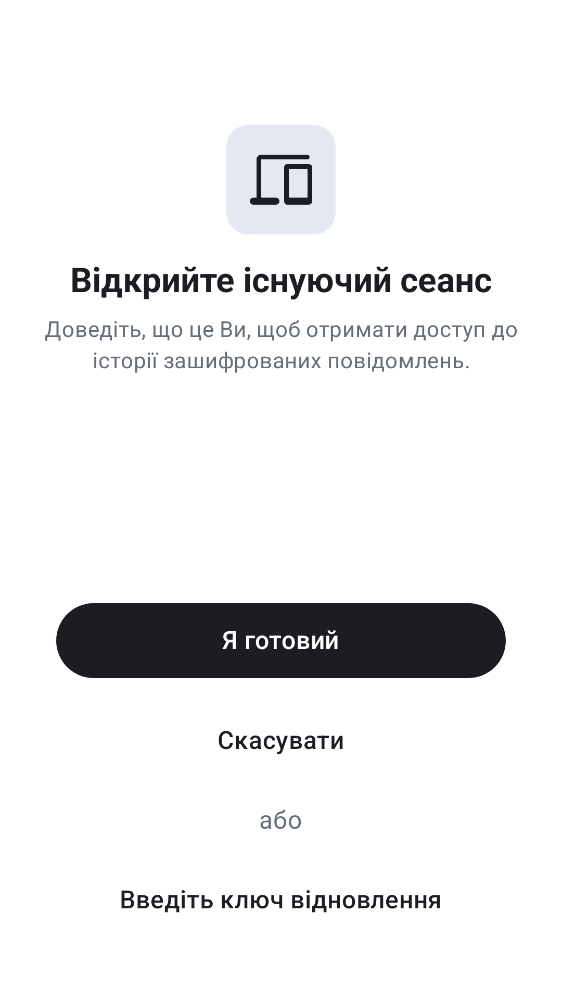 Відкрийте існуючий сеанс
Доведіть, що це Ви, щоб отримати доступ до
історії зашифрованих повідомлень.
Я готовий
Скасувати
або
Введіть ключ відновлення